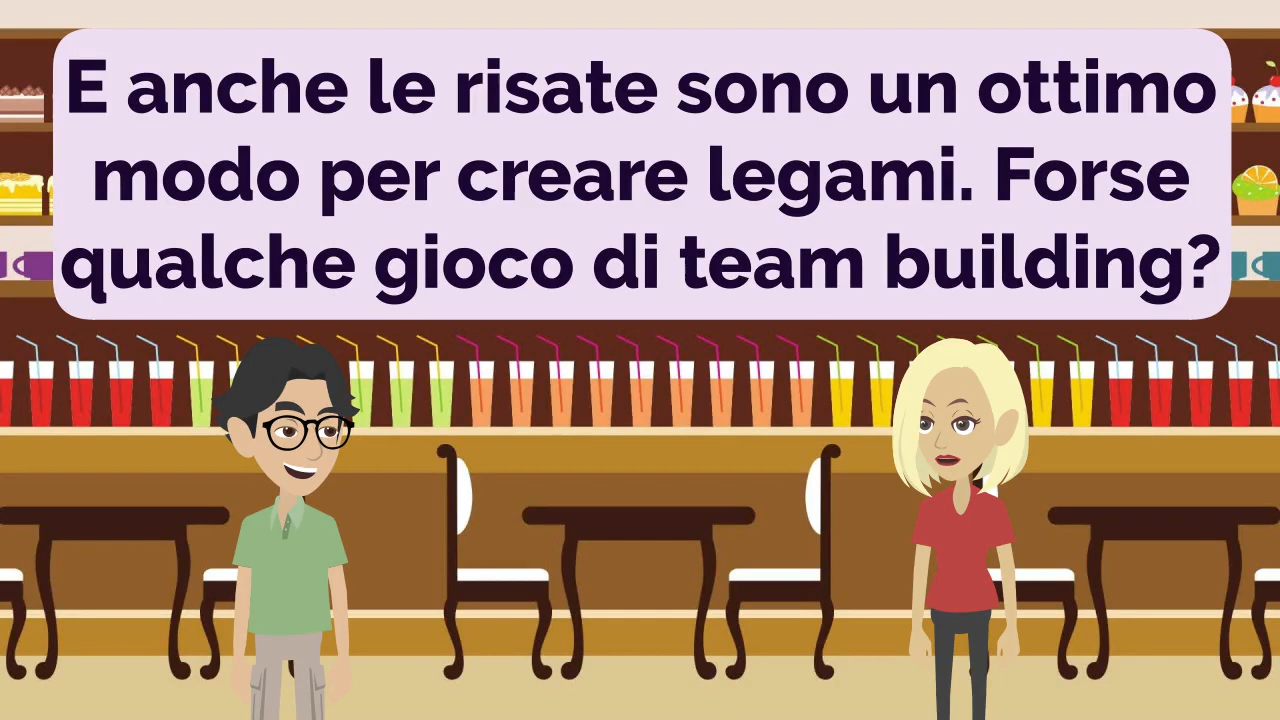 E anche le risate sono un ottimo
modo per creare legami. Forse
qualche gioco di team building?